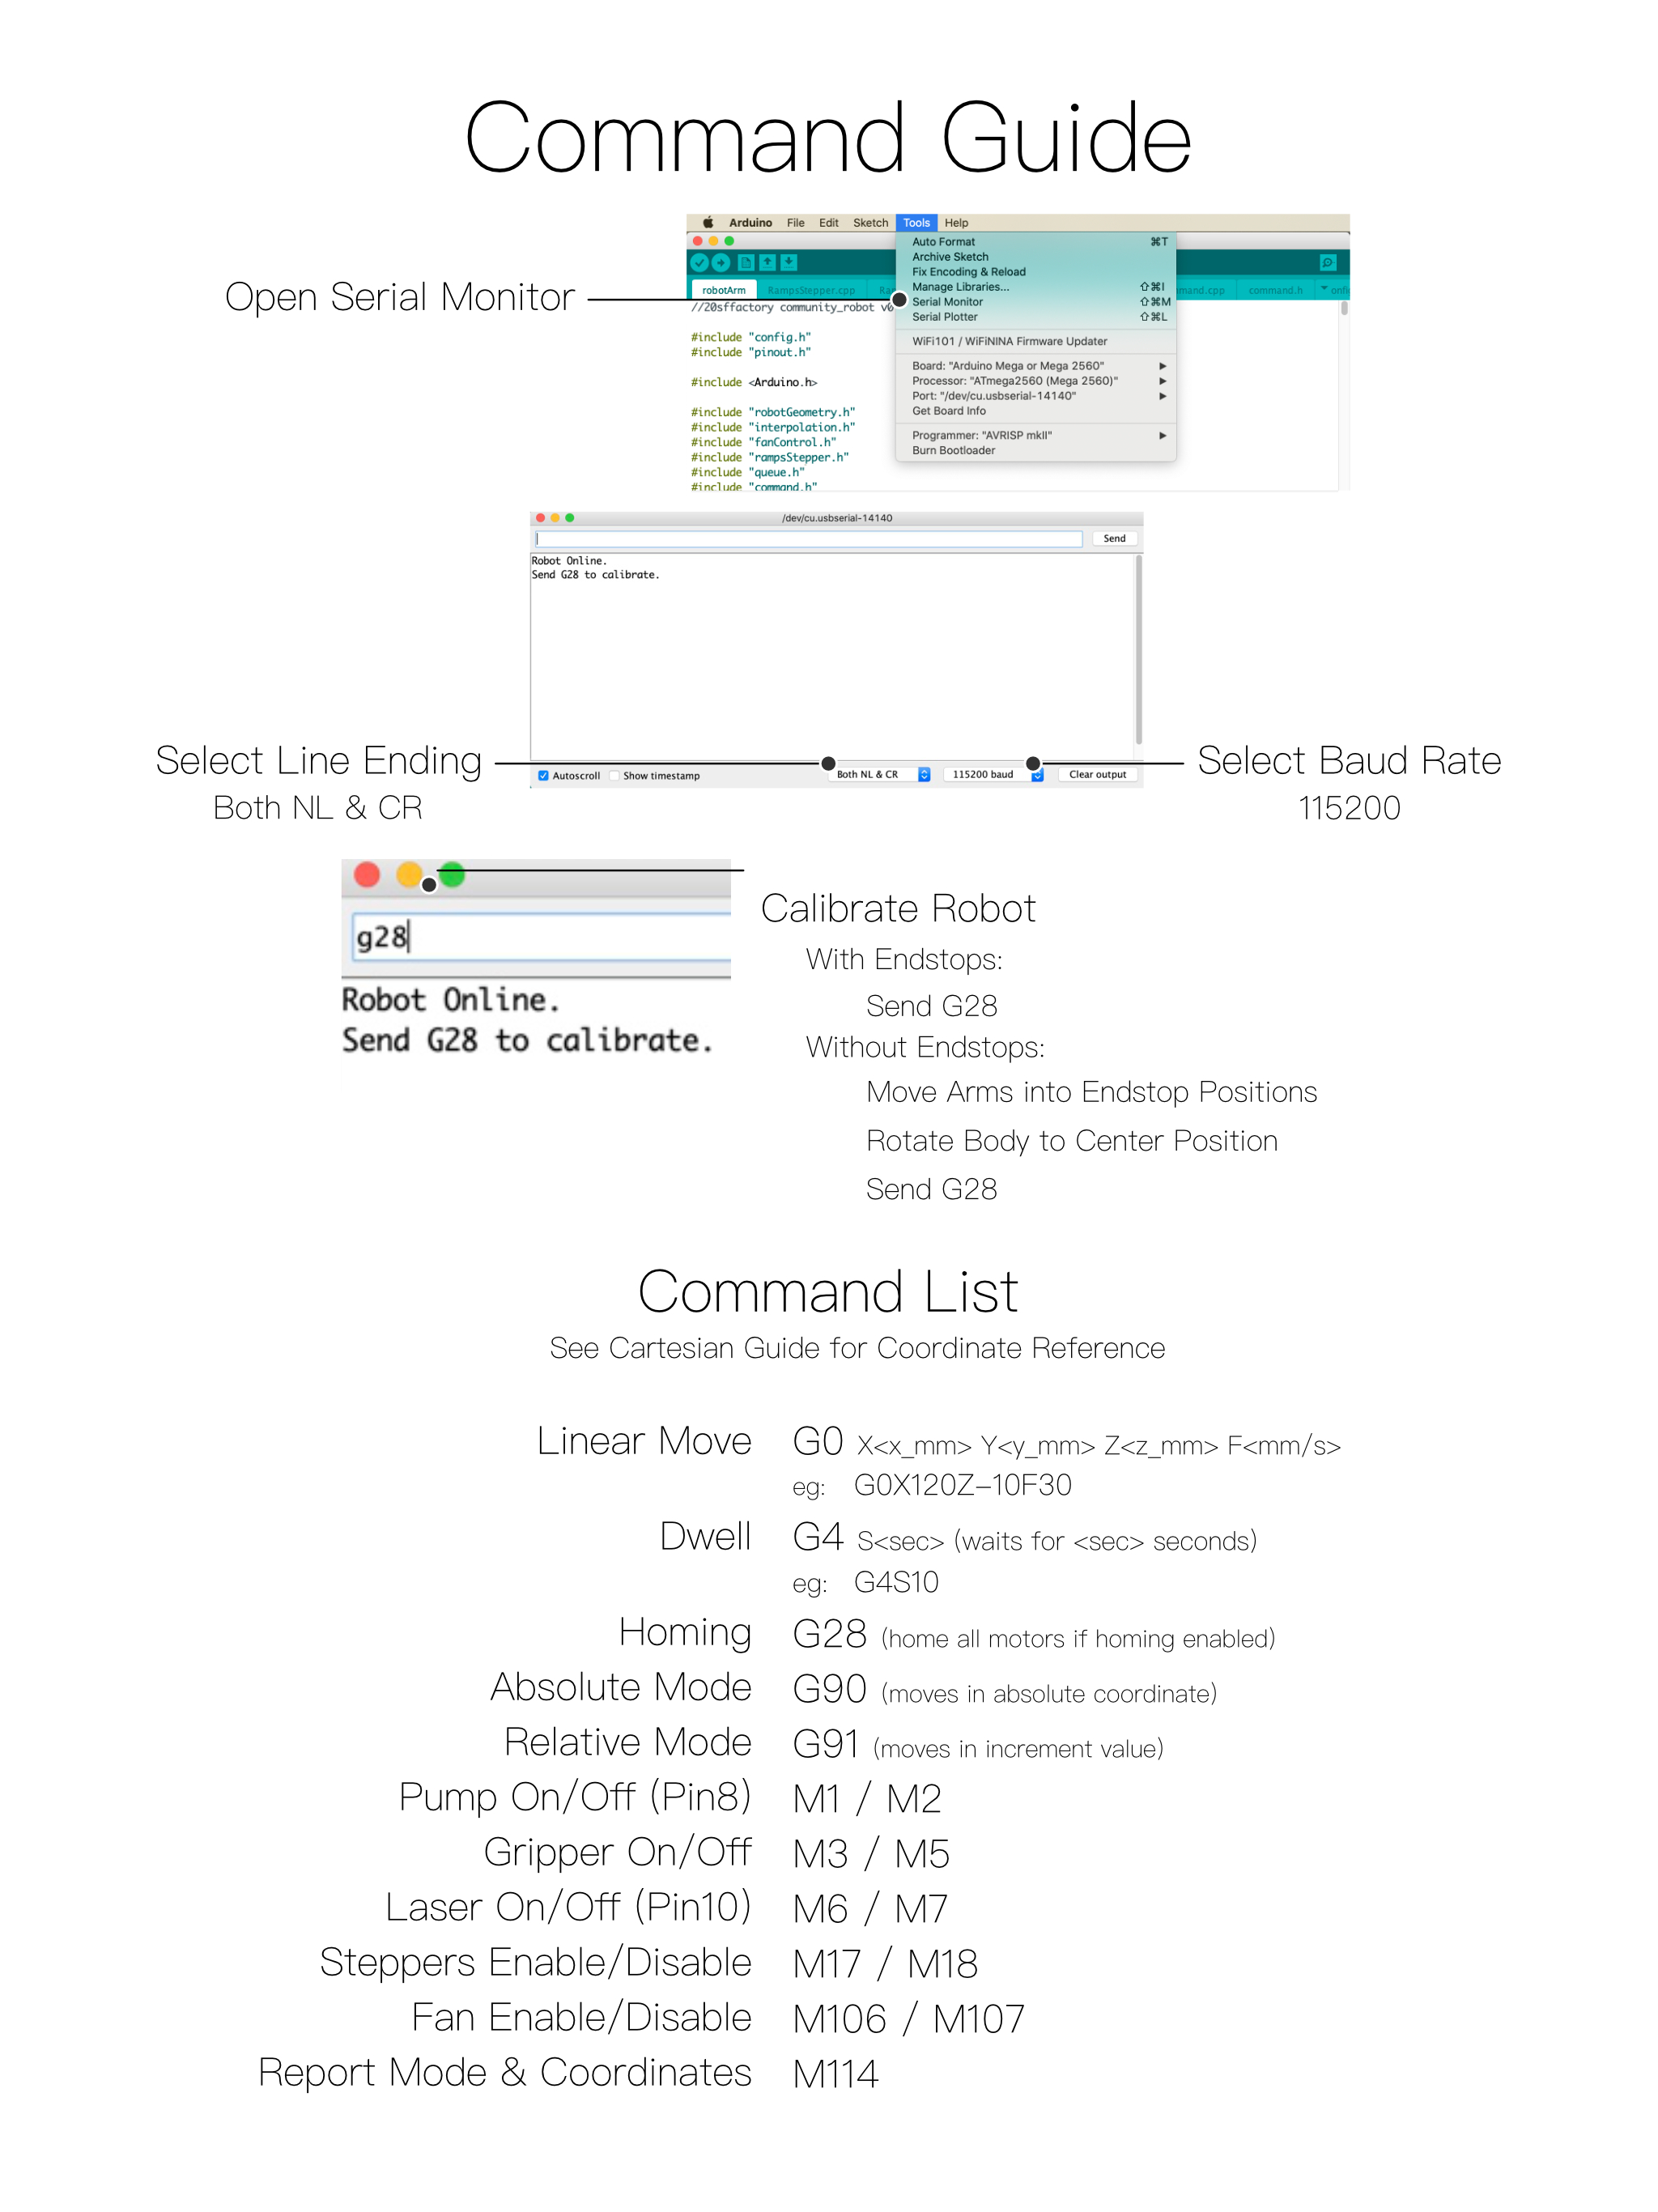 Command Guide
Arduino File Edit Sketch Tools Help
Auto Format ⌘T
Archive Sketch
Fix Encoding & Reload
Manage Libraries... ⇧⌘I
Serial Monitor ⇧⌘M
Serial Plotter ⇧⌘L
WiFi101 / WiFiNINA Firmware Updater
Board: "Arduino Mega or Mega 2560"
Processor: "ATmega2560 (Mega 2560)"
Port: "/dev/cu.usbserial-14140"
Get Board Info
Programmer: "AVRISP mkII"
Burn Bootloader
robotArm RampsStepper.cpp mand.cpp command.h
Open Serial Monitor
//20sffactory community_robot v0
#include "config.h"
#include "pinout.h"
#include <Arduino.h>
#include "robotGeometry.h"
#include "interpolation.h"
#include "fanControl.h"
#include "rampsStepper.h"
#include "queue.h"
#include "command.h"
/dev/cu.usbserial-14140
Send
Robot Online.
Send G28 to calibrate.
Select Line Ending
Both NL & CR
Autoscroll Show timestamp Both NL & CR 115200 baud Clear output
Select Baud Rate
115200
g28
Robot Online.
Send G28 to calibrate.
Calibrate Robot
With Endstops:
Send G28
Without Endstops:
Move Arms into Endstop Positions
Rotate Body to Center Position
Send G28
Command List
See Cartesian Guide for Coordinate Reference
Linear Move G0 X<x_mm> Y<y_mm> Z<z_mm> F<mm/s>
eg: G0X120Z-10F30
Dwell G4 S<sec> (waits for <sec> seconds)
eg: G4S10
Homing G28 (home all motors if homing enabled)
Absolute Mode G90 (moves in absolute coordinate)
Relative Mode G91 (moves in increment value)
Pump On/Off (Pin8) M1 / M2
Gripper On/Off M3 / M5
Laser On/Off (Pin10) M6 / M7
Steppers Enable/Disable M17 / M18
Fan Enable/Disable M106 / M107
Report Mode & Coordinates M114